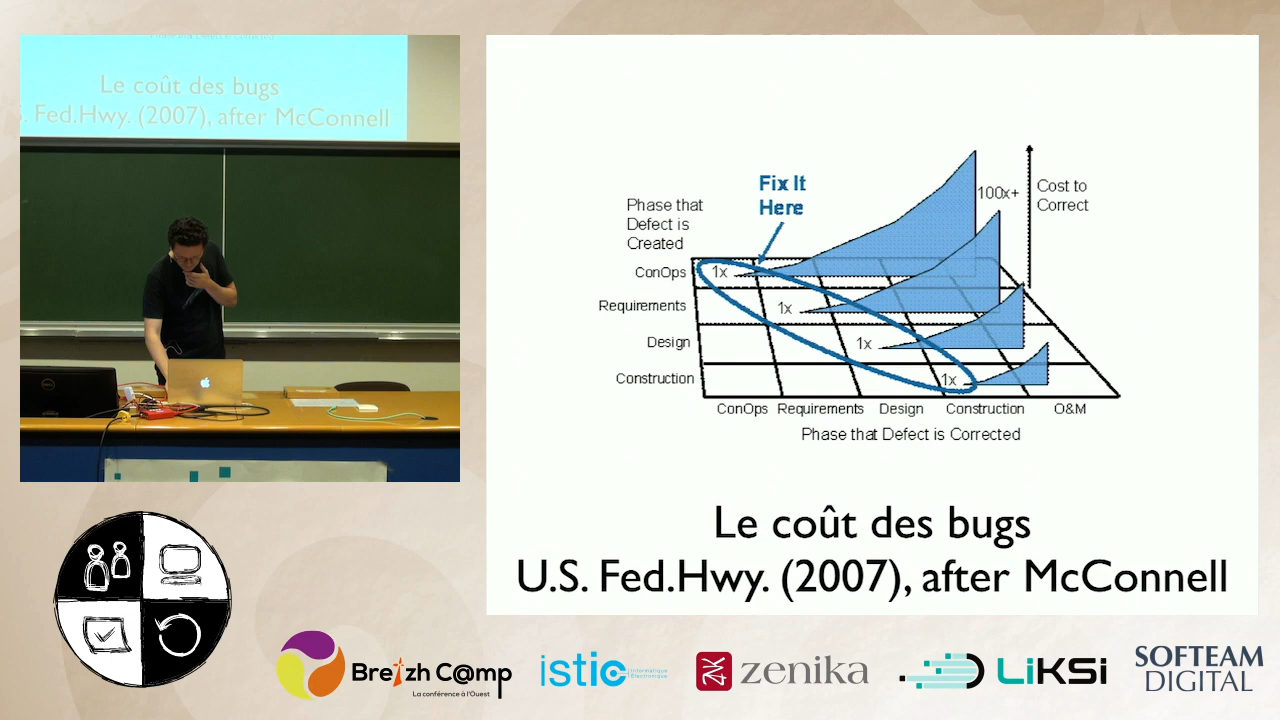 Le coût des bugs
. Fed.Hwy. (2007), after McConnell
Fix It
Here
100x+
Cost to
Correct
Phase that
Defect is
Created
ConOps
1x
Requirements
1x
Design
1x
Construction
1x
ConOps Requirements Design Construction O&M
Phase that Defect is Corrected
Le coût des bugs
U.S. Fed.Hwy. (2007), after McConnell
Breizh C@mp
La conférence à l'Ouest
istic
Informatique
Électronique
zenika
LiKSi
SOFTEAM
DIGITAL